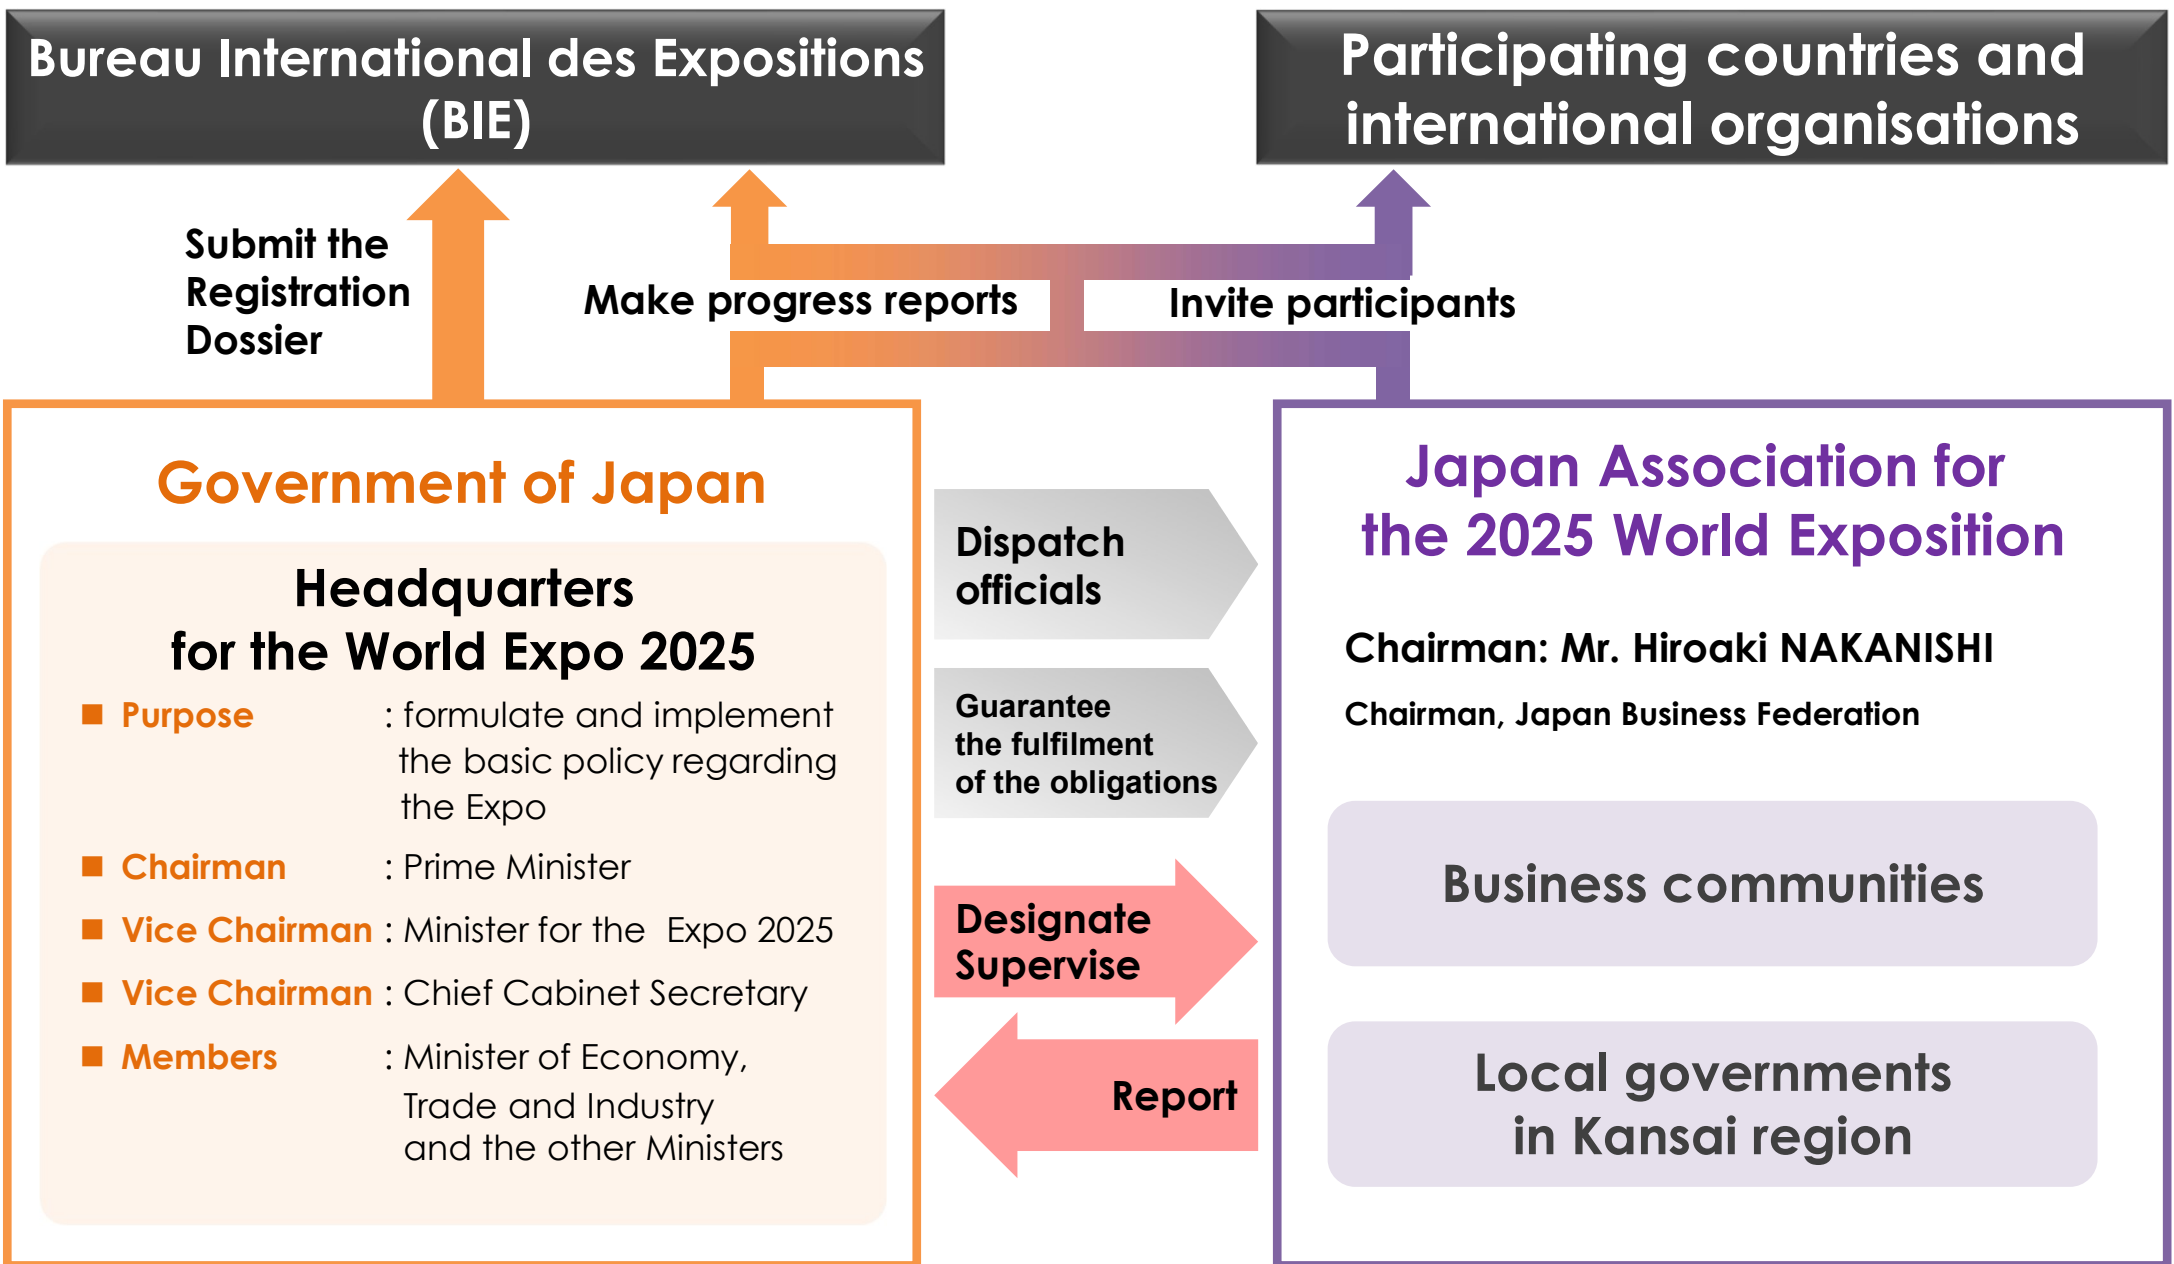 Bureau International des Expositions
(BIE)
Participating countries and
international organisations
Submit the
Registration
Dossier
Make progress reports
Invite participants
Government of Japan
Headquarters
for the World Expo 2025
Purpose : formulate and implement
the basic policy regarding
the Expo
Chairman : Prime Minister
Vice Chairman : Minister for the Expo 2025
Vice Chairman : Chief Cabinet Secretary
Members : Minister of Economy,
Trade and Industry
and the other Ministers
Dispatch
officials
Guarantee
the fulfilment
of the obligations
Designate
Supervise
Report
Japan Association for
the 2025 World Exposition
Chairman: Mr. Hiroaki NAKANISHI
Chairman, Japan Business Federation
Business communities
Local governments
in Kansai region